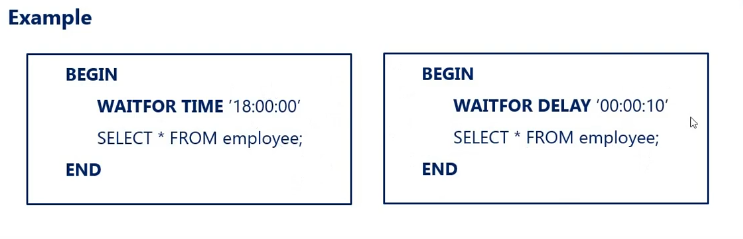 Example
BEGIN
WAITFOR TIME ‘18:00:00’
SELECT * FROM employee;
END
BEGIN
WAITFOR DELAY ‘00:00:10’
SELECT * FROM employee;
END